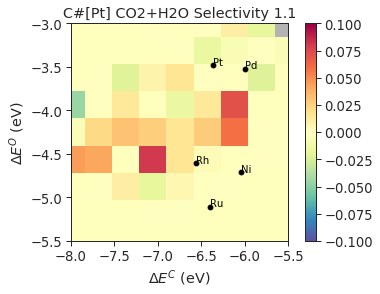 C#[Pt] CO2+H2O Selectivity 1.1
−3.0
−3.5
−4.0
−4.5
−5.0
−5.5
ΔE^O (eV)
Pt
Pd
Rh
Ni
Ru
−8.0 −7.5 −7.0 −6.5 −6.0 −5.5
ΔE^C (eV)
0.100
0.075
0.050
0.025
0.000
−0.025
−0.050
−0.075
−0.100